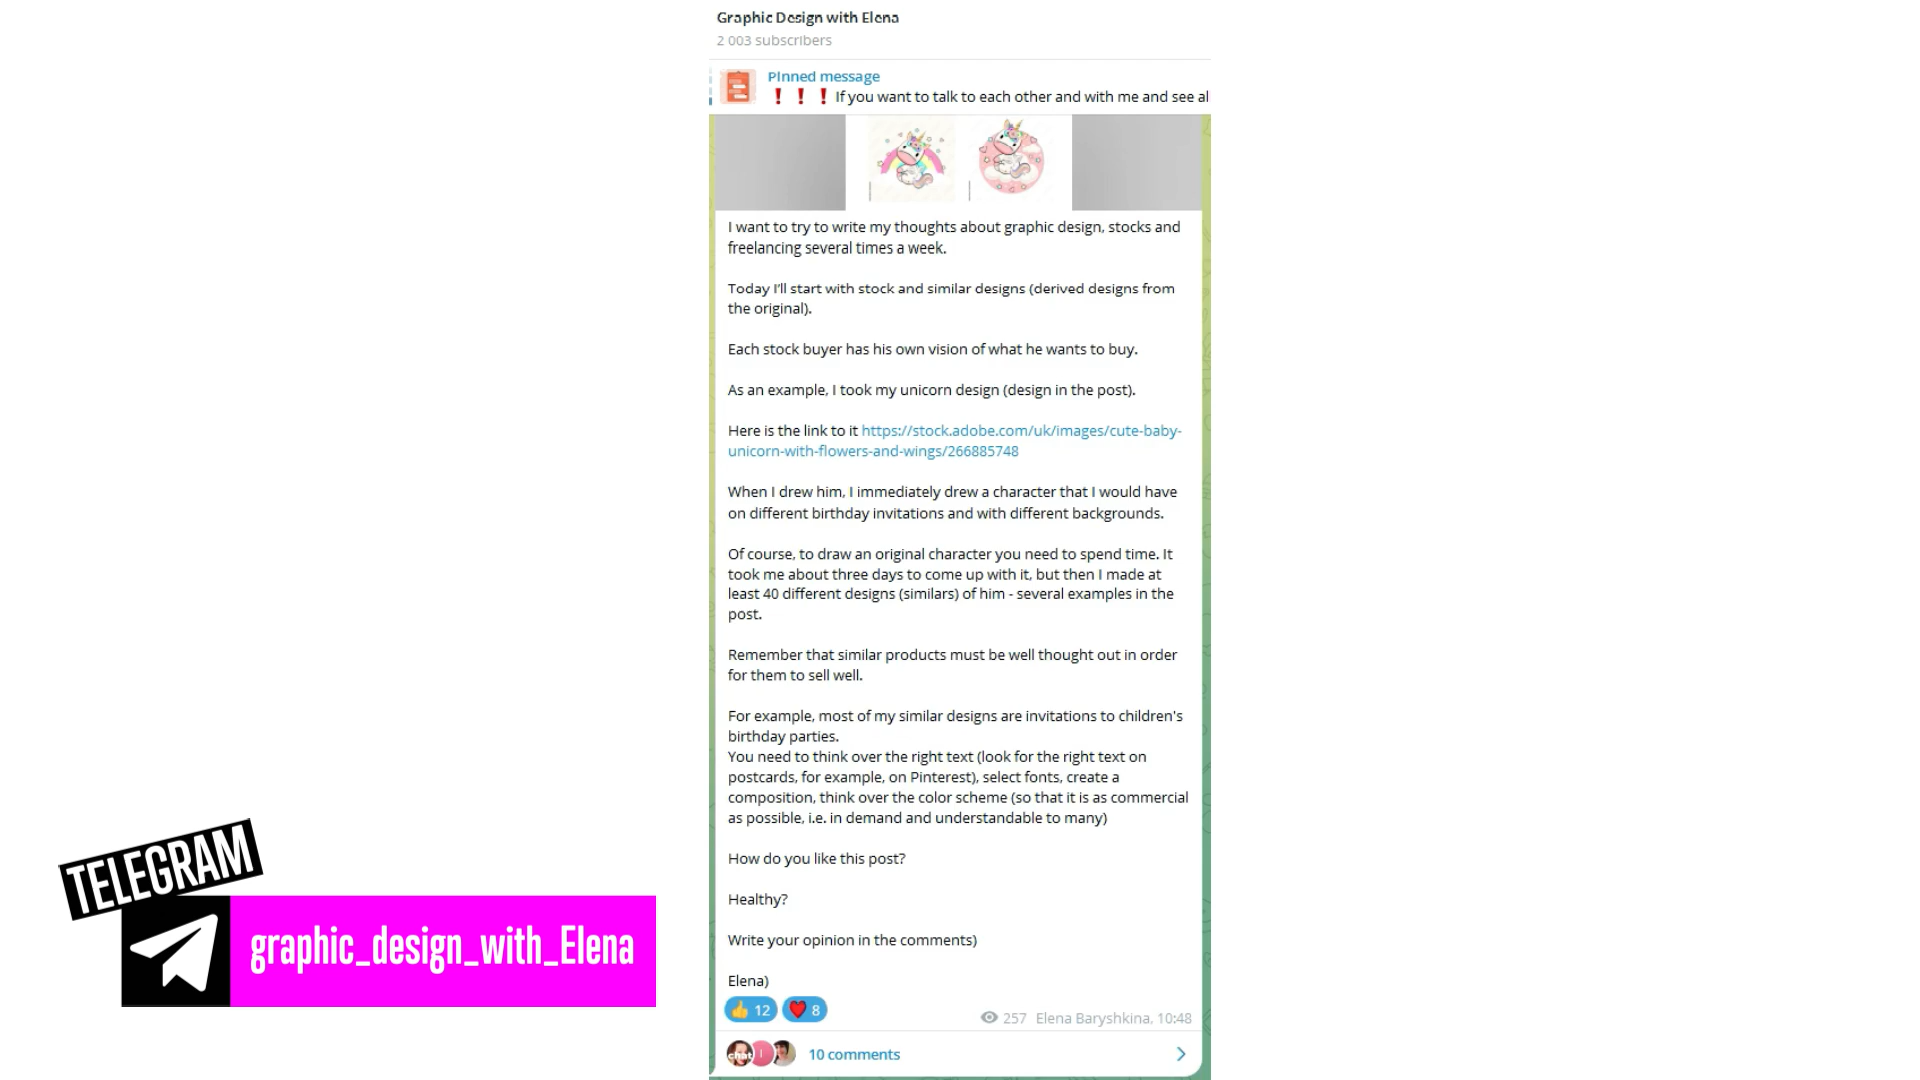 Graphic Design with Elena
2 003 subscribers
Pinned message
❗ ❗ ❗ If you want to talk to each other and with me and see al
I want to try to write my thoughts about graphic design, stocks and
freelancing several times a week.
Today I'll start with stock and similar designs (derived designs from
the original).
Each stock buyer has his own vision of what he wants to buy.
As an example, I took my unicorn design (design in the post).
Here is the link to it https://stock.adobe.com/uk/images/cute-baby-
unicorn-with-flowers-and-wings/266885748
When I drew him, I immediately drew a character that I would have
on different birthday invitations and with different backgrounds.
Of course, to draw an original character you need to spend time. It
took me about three days to come up with it, but then I made at
least 40 different designs (similars) of him - several examples in the
post.
Remember that similar products must be well thought out in order
for them to sell well.
For example, most of my similar designs are invitations to children's
birthday parties.
You need to think over the right text (look for the right text on
postcards, for example, on Pinterest), select fonts, create a
composition, think over the color scheme (so that it is as commercial
as possible, i.e. in demand and understandable to many)
How do you like this post?
Healthy?
Write your opinion in the comments)
Elena)
👍 12 ❤️ 8
257 Elena Baryshkina, 10:48
chat I
10 comments
TELEGRAM
graphic_design_with_Elena